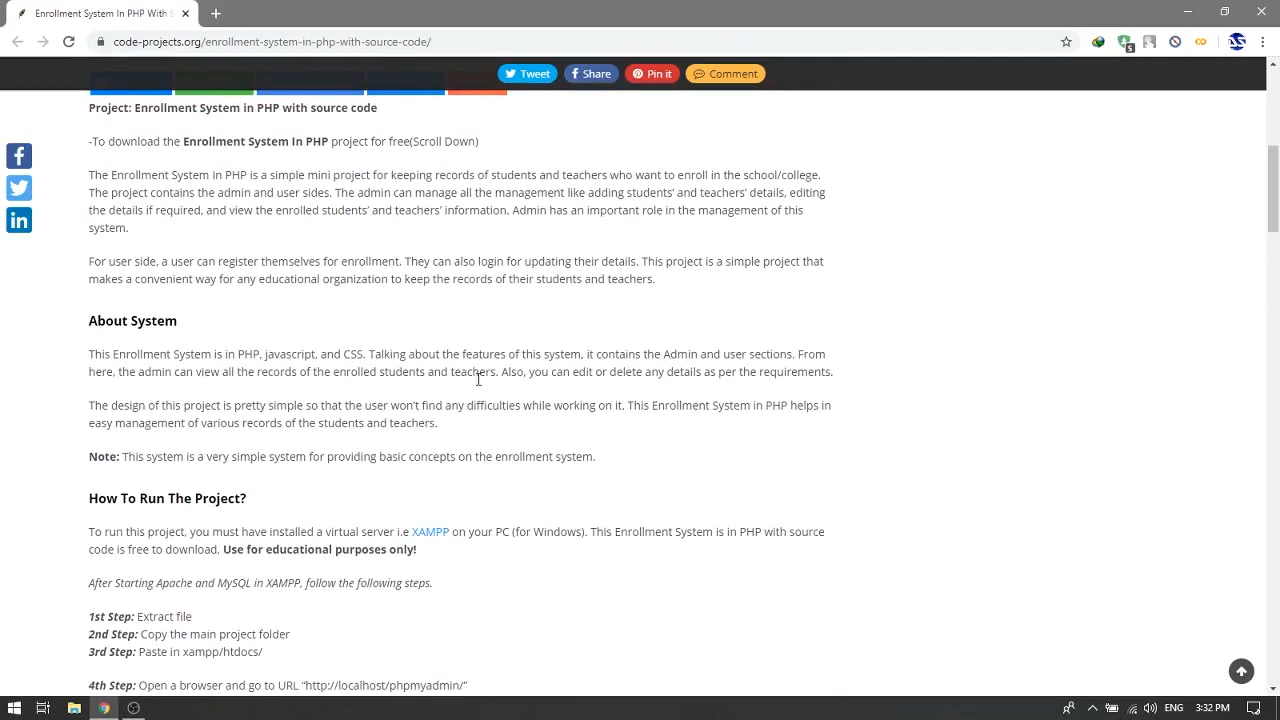 Enrollment System In PHP With S
code-projects.org/enrollment-system-in-php-with-source-code/
Tweet
Share
Pin it
Comment
Project: Enrollment System in PHP with source code
-To download the Enrollment System In PHP project for free(Scroll Down)
The Enrollment System in PHP is a simple mini project for keeping records of students and teachers who want to enroll in the school/college.
The project contains the admin and user sides. The admin can manage all the management like adding students’ and teachers’ details, editing
the details if required, and view the enrolled students’ and teachers’ information. Admin has an important role in the management of this
system.
For user side, a user can register themselves for enrollment. They can also login for updating their details. This project is a simple project that
makes a convenient way for any educational organization to keep the records of their students and teachers.
About System
This Enrollment System is in PHP, javascript, and CSS. Talking about the features of this system, it contains the Admin and user sections. From
here, the admin can view all the records of the enrolled students and teachers. Also, you can edit or delete any details as per the requirements.
The design of this project is pretty simple so that the user won’t find any difficulties while working on it. This Enrollment System in PHP helps in
easy management of various records of the students and teachers.
Note: This system is a very simple system for providing basic concepts on the enrollment system.
How To Run The Project?
To run this project, you must have installed a virtual server i.e XAMPP on your PC (for Windows). This Enrollment System is in PHP with source
code is free to download. Use for educational purposes only!
After Starting Apache and MySQL in XAMPP, follow the following steps.
1st Step: Extract file
2nd Step: Copy the main project folder
3rd Step: Paste in xampp/htdocs/
4th Step: Open a browser and go to URL “http://localhost/phpmyadmin/”
ENG
3:32 PM